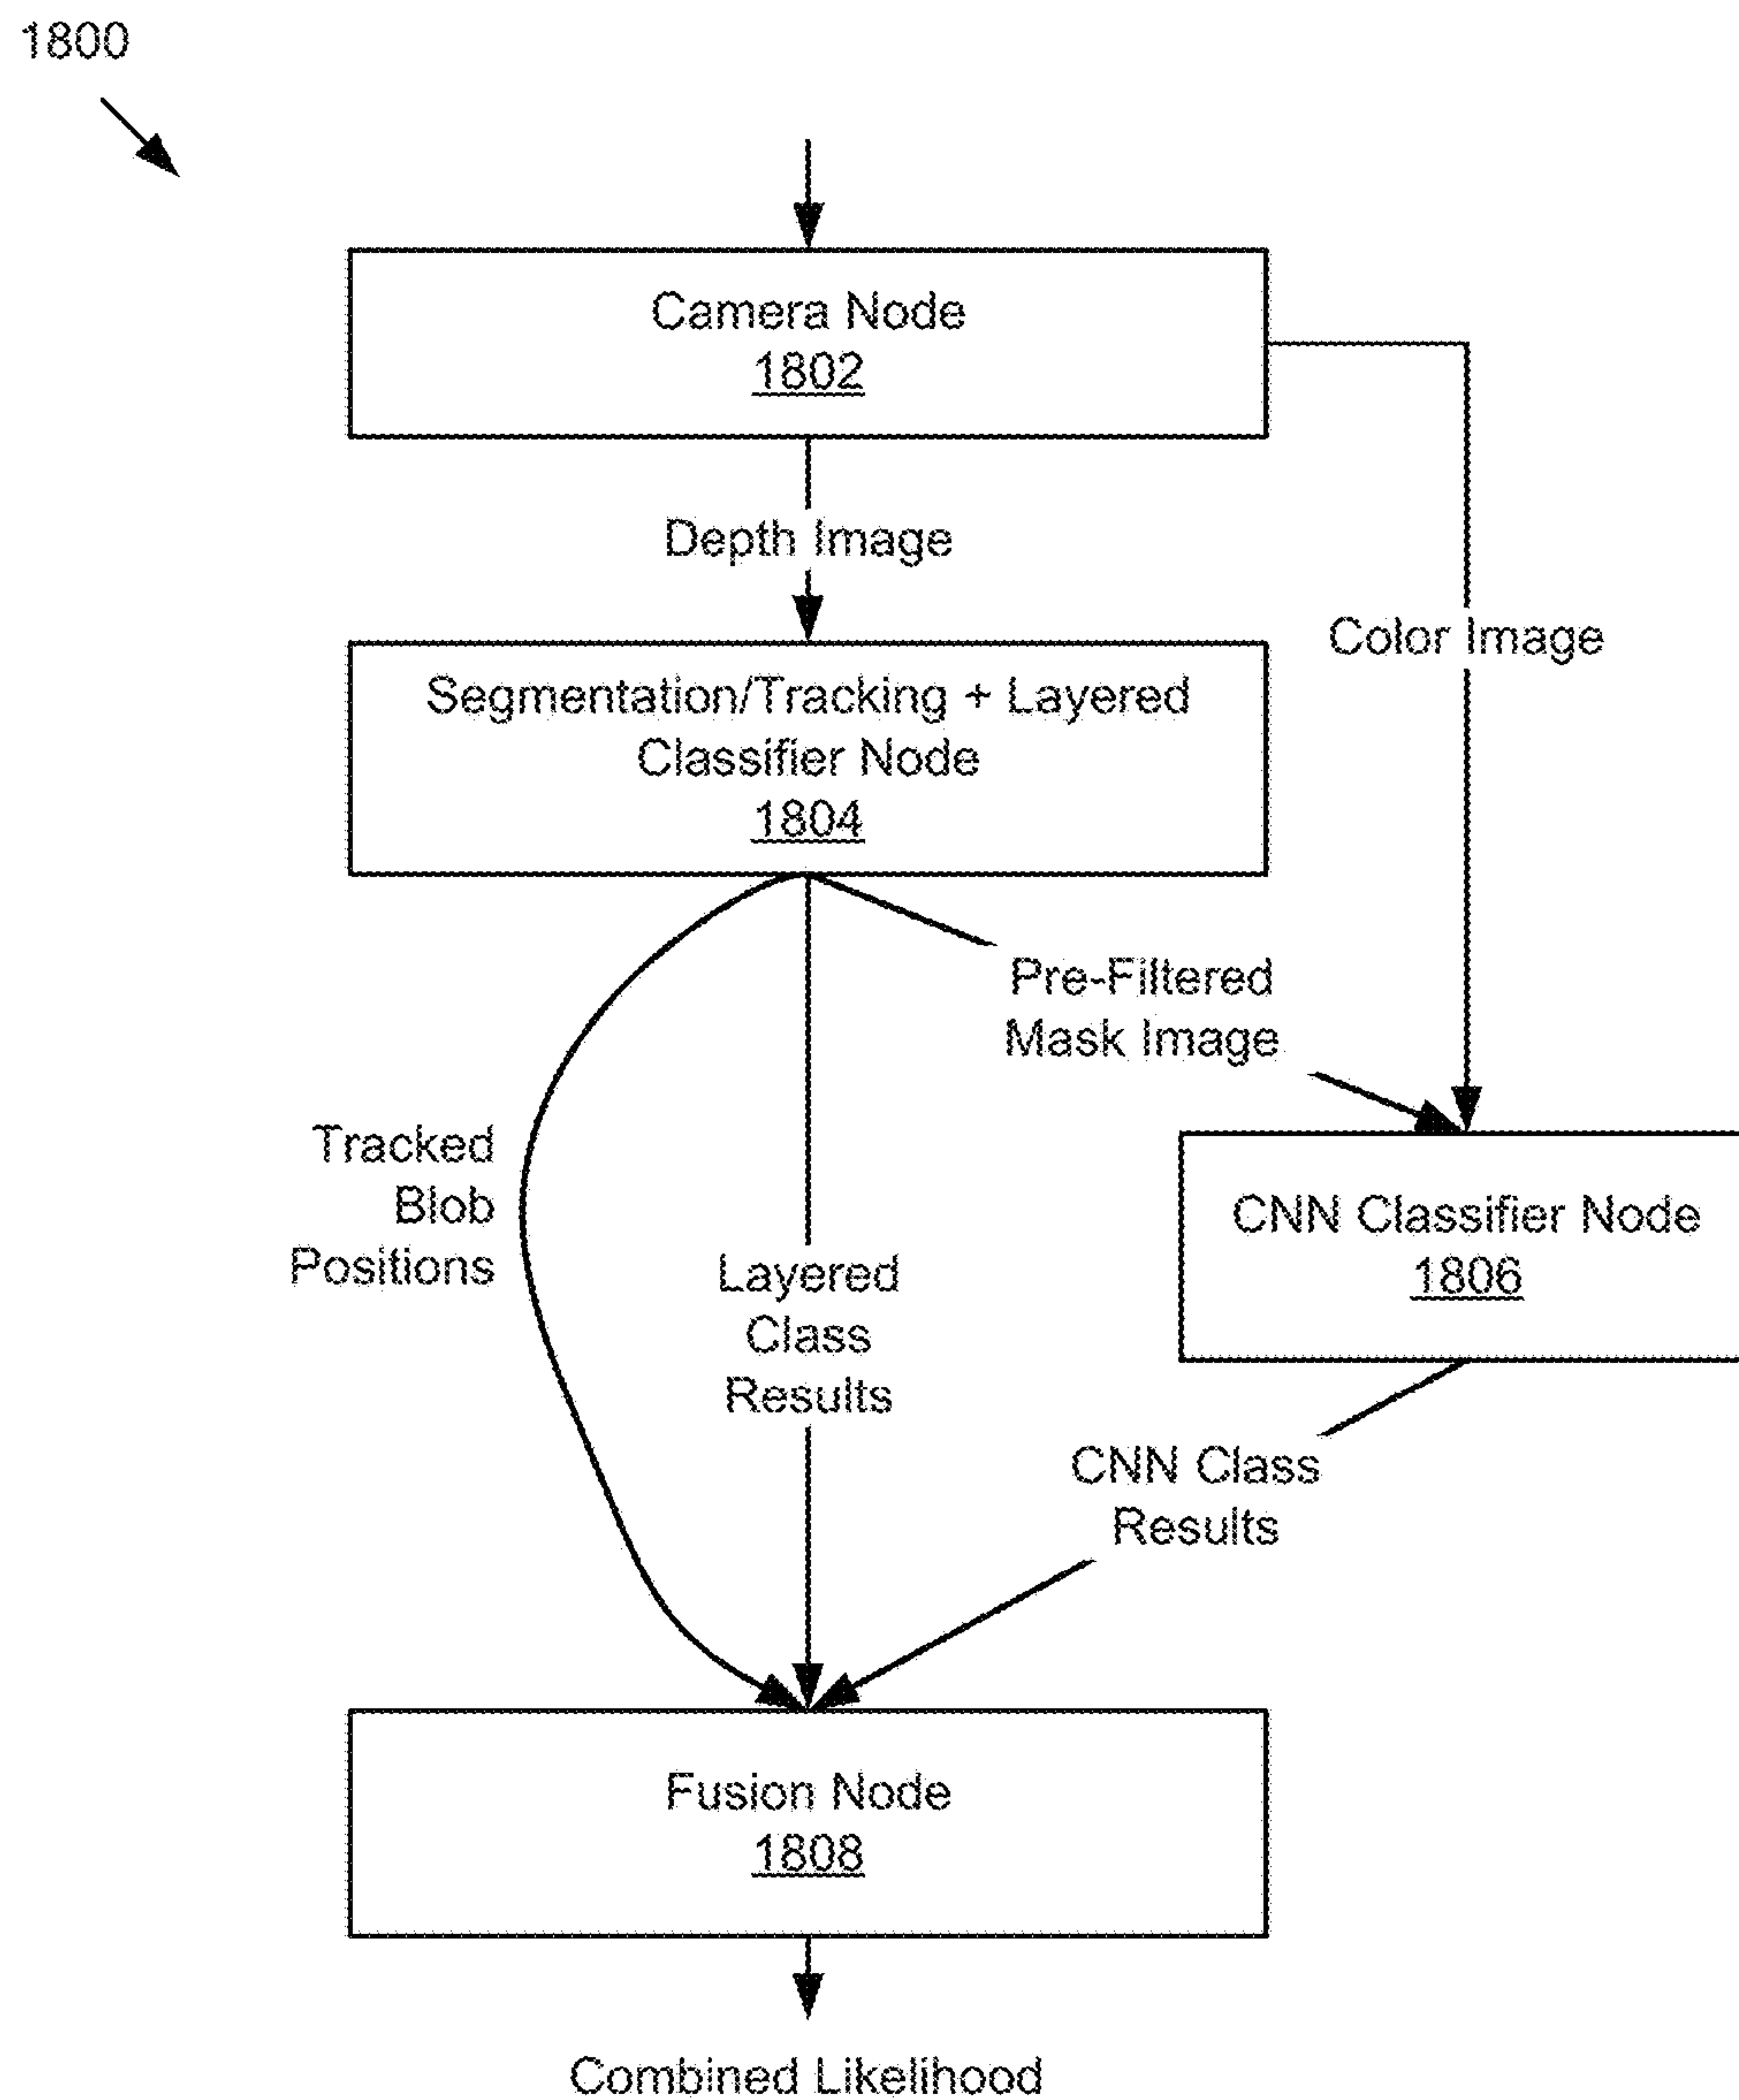 1800
Camera Node
1802
Depth Image
Color Image
Segmentation/Tracking + Layered
Classifier Node
1804
Pre-Filtered
Mask Image
Tracked
Blob
Positions
Layered
Class
Results
CNN Classifier Node
1806
CNN Class
Results
Fusion Node
1808
Combined Likelihood